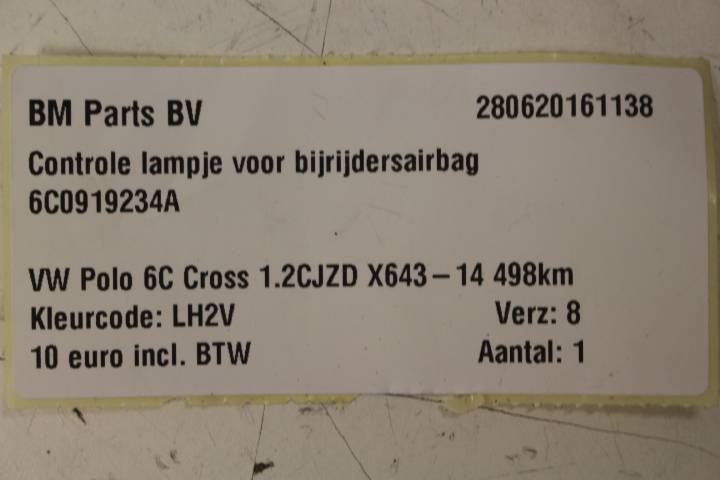 BM Parts BV 280620161138
Controle lampje voor bijrijdersairbag
6C0919234A
VW Polo 6C Cross 1.2CJZD X643-14 498km
Kleurcode: LH2V Verz: 8
10 euro incl. BTW Aantal: 1